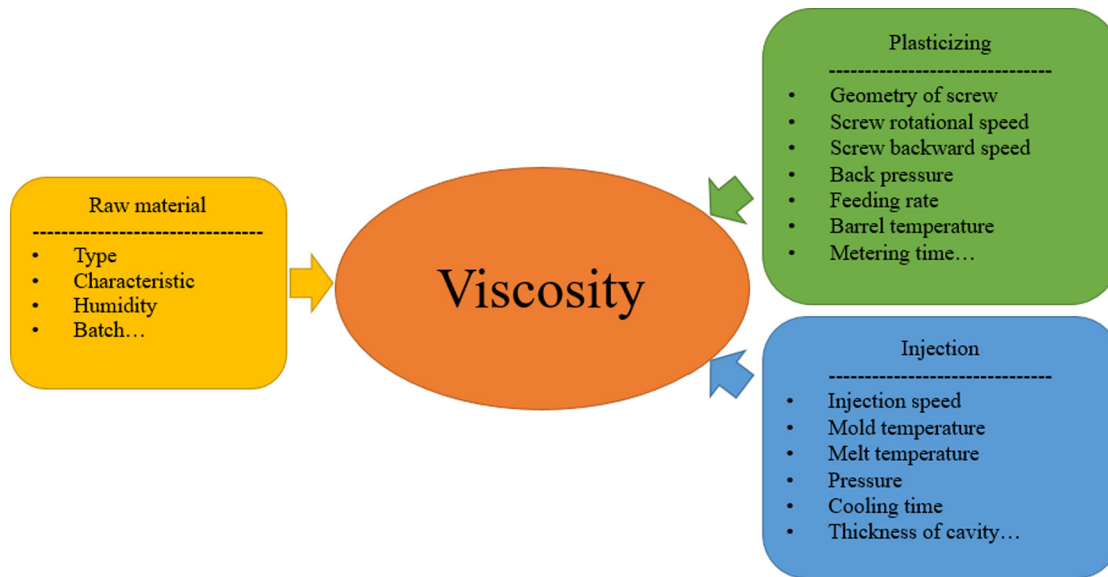 Raw material
--------------------------------
• Type
• Characteristic
• Humidity
• Batch…
Viscosity
Plasticizing
-------------------------------
• Geometry of screw
• Screw rotational speed
• Screw backward speed
• Back pressure
• Feeding rate
• Barrel temperature
• Metering time…
Injection
-------------------------------
• Injection speed
• Mold temperature
• Melt temperature
• Pressure
• Cooling time
• Thickness of cavity…